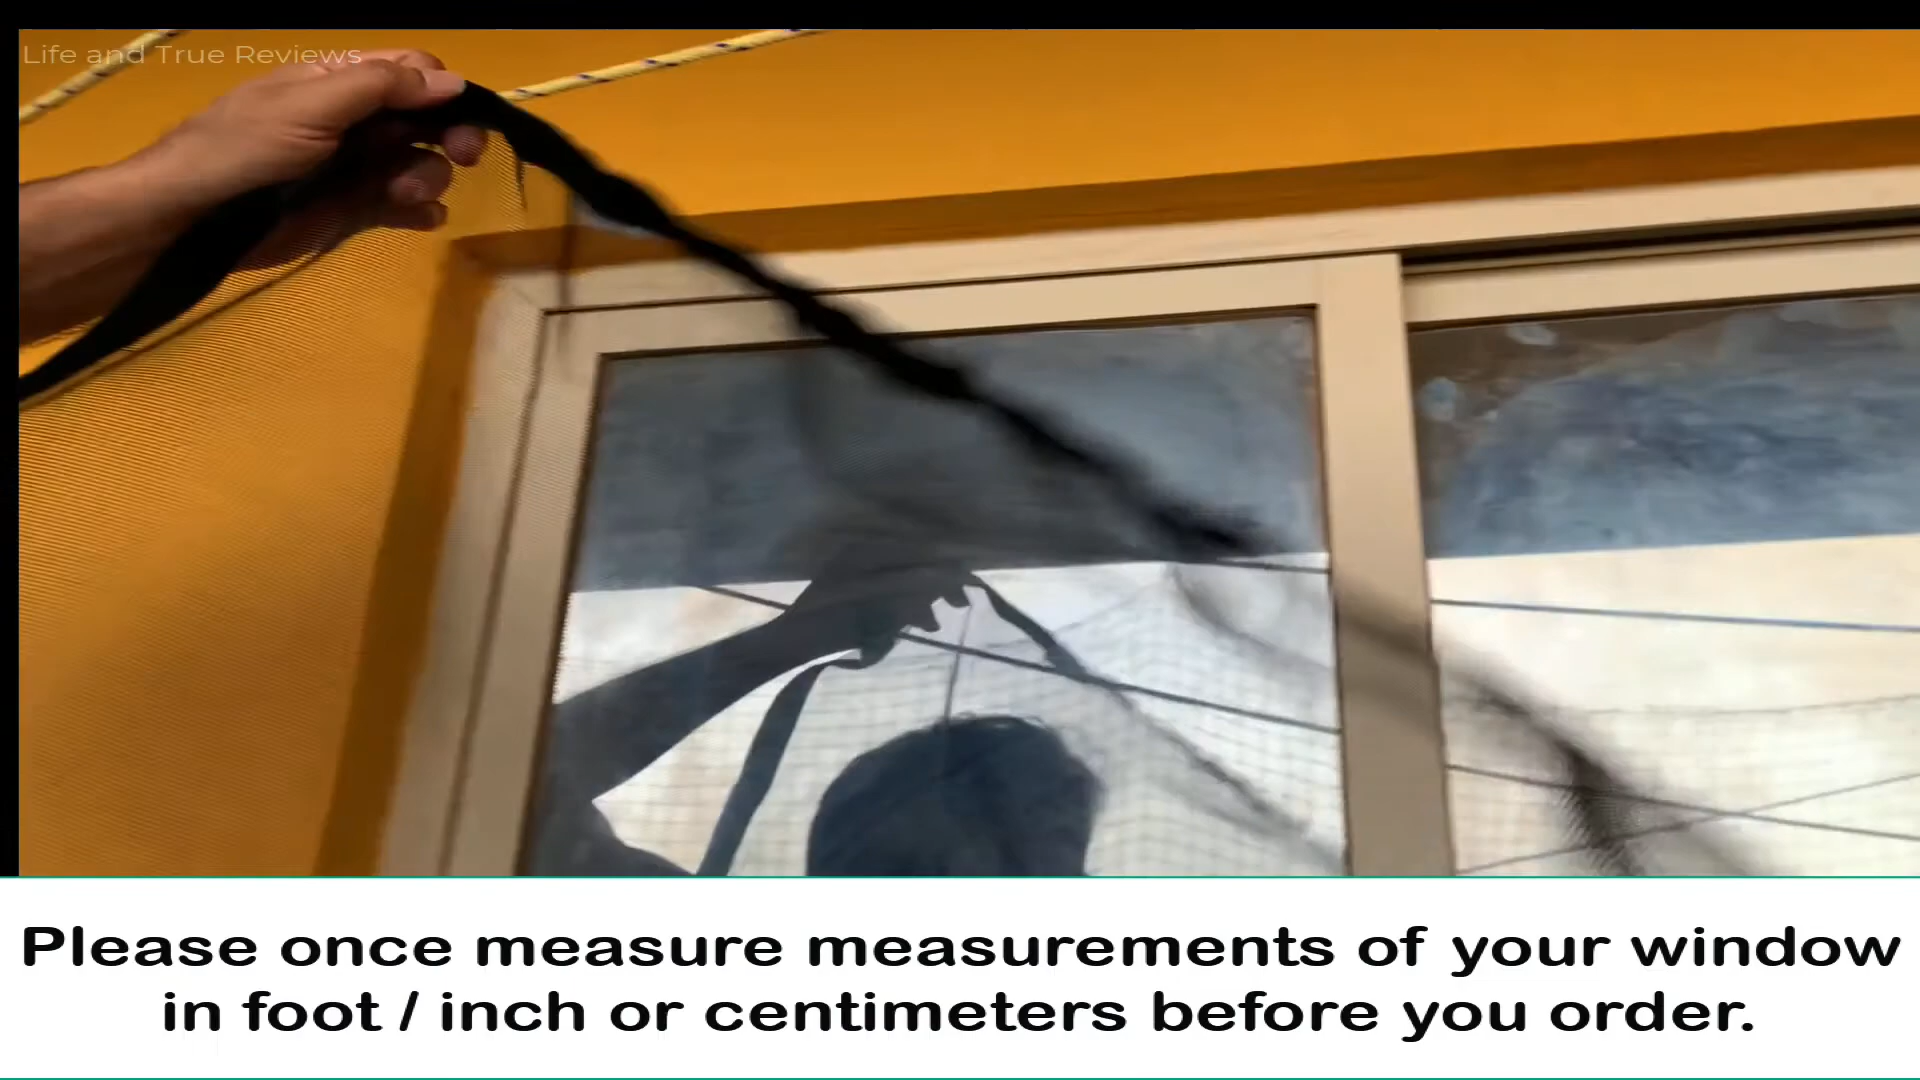 Life and True Reviews
Please once measure measurements of your window
in foot / inch or centimeters before you order.